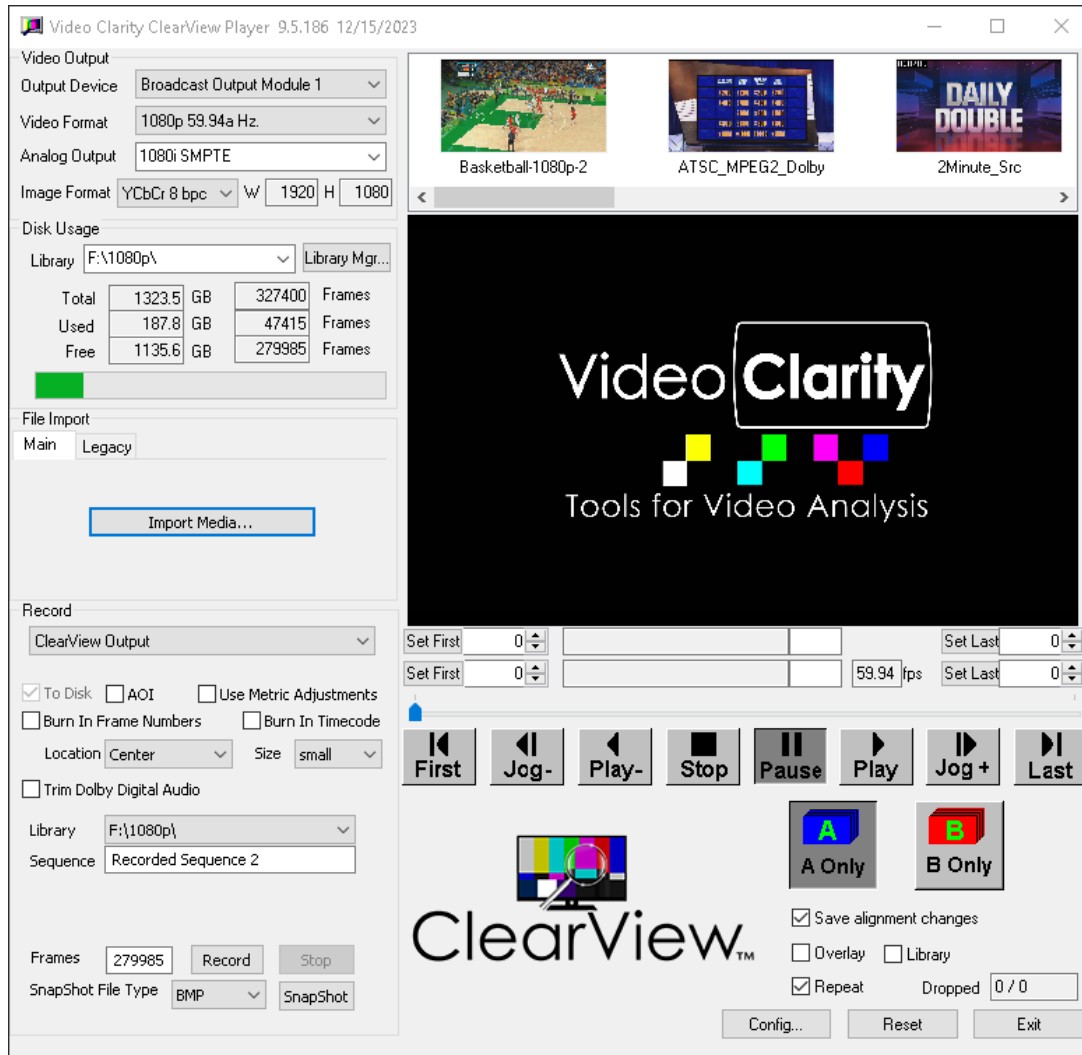 Video Clarity ClearView Player 9.5.186 12/15/2023
Video Output
Output Device Broadcast Output Module 1
Video Format 1080p 59.94a Hz.
Analog Output 1080i SMPTE
Image Format YCbCr 8 bpc W 1920 H 1080
Disk Usage
Library F:\1080p\ Library Mgr...
Total 1323.5 GB 327400 Frames
Used 187.8 GB 47415 Frames
Free 1135.6 GB 279985 Frames
File Import
Main Legacy
Import Media...
Record
ClearView Output
To Disk AOI Use Metric Adjustments
Burn In Frame Numbers Burn In Timecode
Location Center Size small
Trim Dolby Digital Audio
Library F:\1080p\
Sequence Recorded Sequence 2
Frames 279985 Record Stop
SnapShot File Type BMP SnapShot
DAILY
DOUBLE
Basketball-1080p-2 ATSC_MPEG2_Dolby 2Minute_Src
Video Clarity
Tools for Video Analysis
Set First 0 Set Last 0
Set First 0 59.94 fps Set Last 0
First Jog- Play- Stop Pause Play Jog+ Last
A B
A Only B Only
ClearView™
Save alignment changes
Overlay Library
Repeat Dropped 0 / 0
Config... Reset Exit